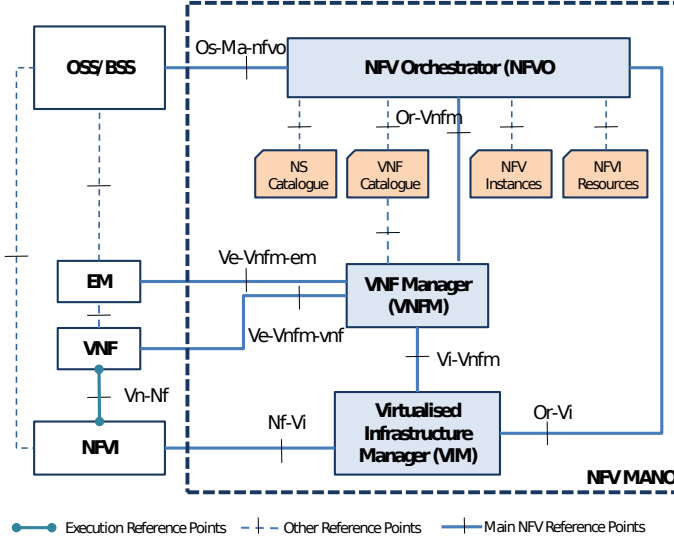 Os-Ma-nfvo
OSS/BSS
NFV Orchestrator (NFVO
Or-Vnfm
NS
Catalogue
VNF
Catalogue
NFV
Instances
NFVI
Resources
Ve-Vnfm-em
EM
VNF Manager
(VNFM)
VNF
Ve-Vnfm-vnf
Vi-Vnfm
Vn-Nf
Virtualised
Infrastructure
Manager (VIM)
Nf-Vi
Or-Vi
NFVI
NFV MANO
Execution Reference Points
Other Reference Points
Main NFV Reference Points